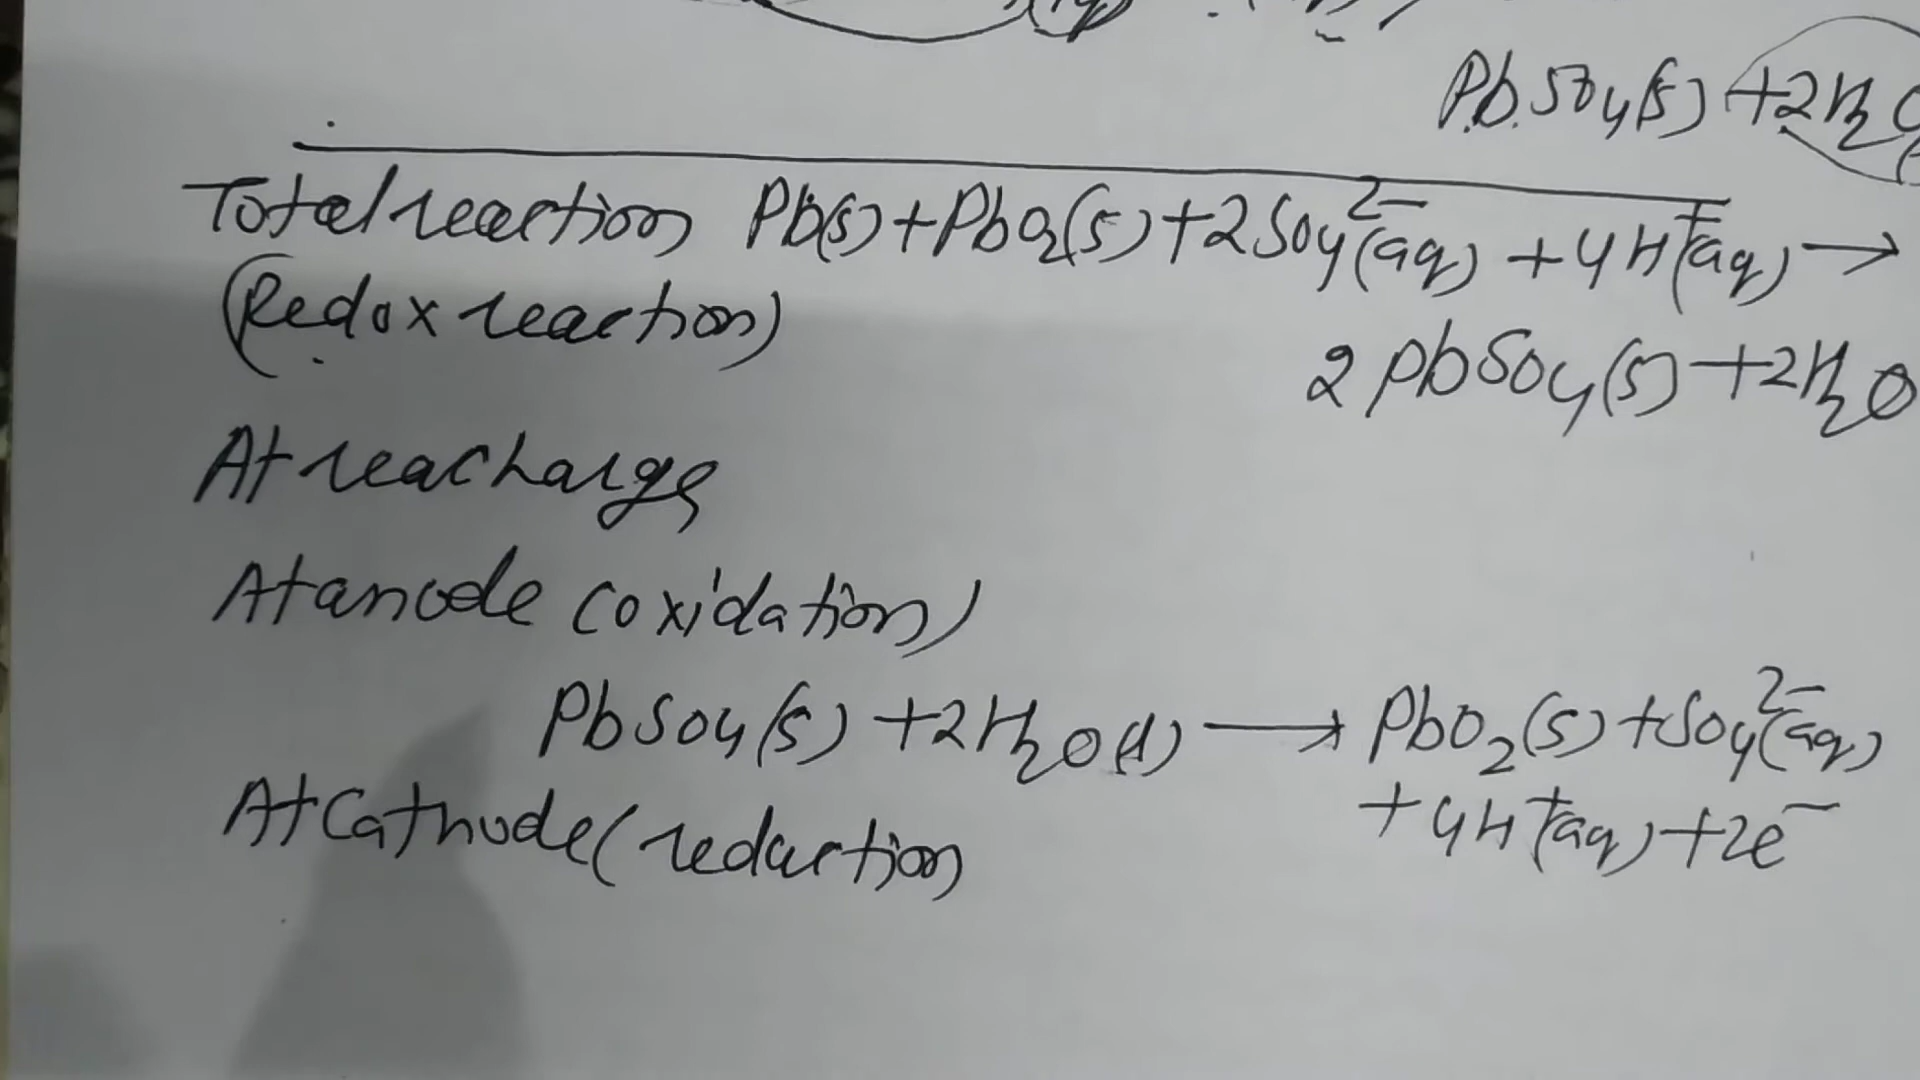 Pb.SO4(s) +2H2O
Total reaction Pb(s)+PbO2(s)+2SO4^2-(aq) +4H^+(aq) →
(Redox reaction)
2PbSO4(s)+2H2O
At reacharge
At anode (oxidation)
PbSO4(s) +2H2O(l) → PbO2(s)+SO4^2-(aq)
+4H^+(aq)+2e^-
At Cathode(reduction